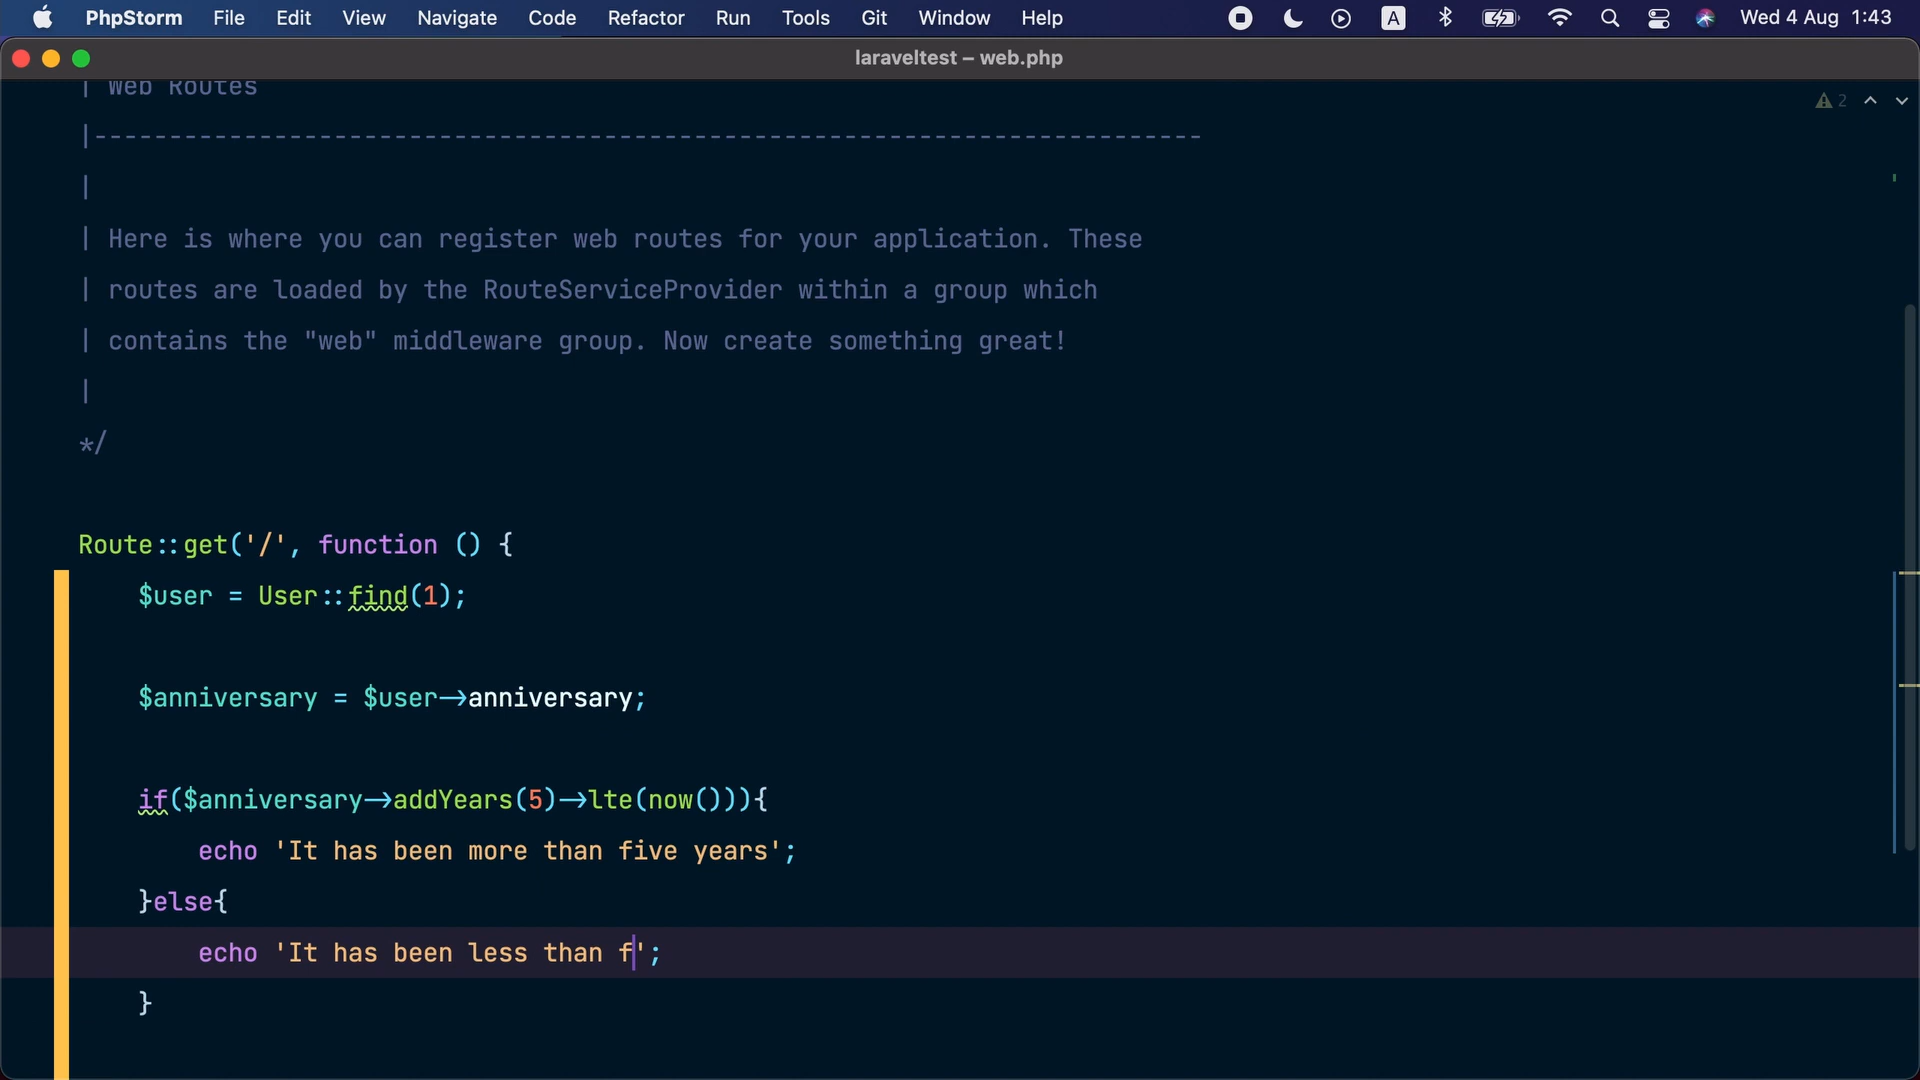 PhpStorm File Edit View Navigate Code Refactor Run Tools Git Window Help A Wed 4 Aug 1:43
laraveltest – web.php
| Web Routes
2
|--------------------------------------------------------------------------
|
| Here is where you can register web routes for your application. These
| routes are loaded by the RouteServiceProvider within a group which
| contains the "web" middleware group. Now create something great!
|
*/
Route::get('/', function () {
$user = User::find(1);
$anniversary = $user->anniversary;
if($anniversary->addYears(5)->lte(now())){
echo 'It has been more than five years';
}else{
echo 'It has been less than f';
}